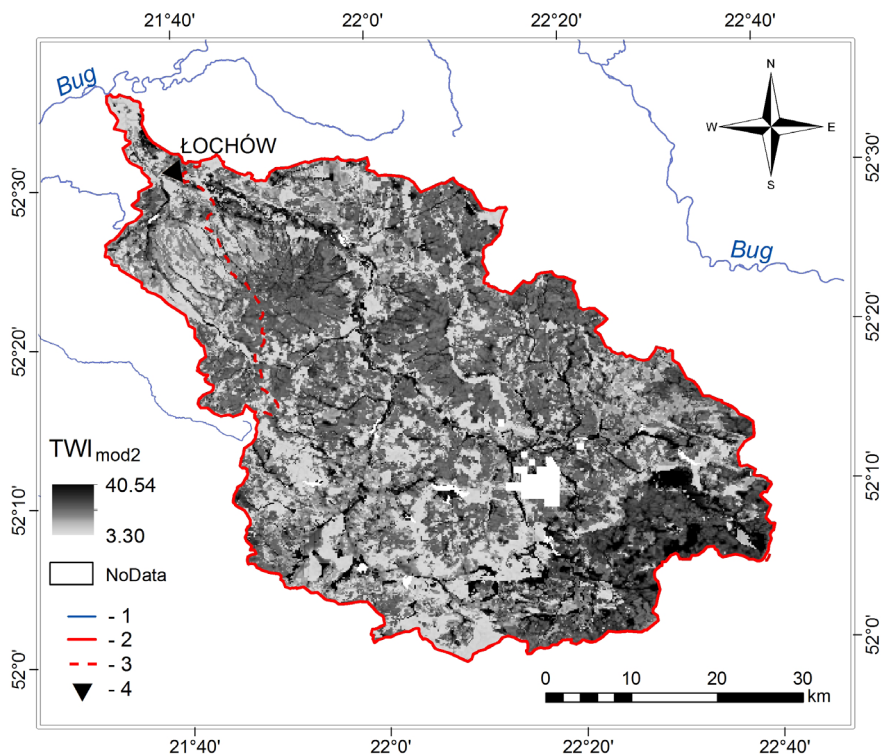 21°40' 22°0' 22°20' 22°40'
Bug
N
W E
S
ŁOCHÓW
52°30' 52°30'
Bug
52°20' 52°20'
TWI mod2
40.54
3.30
52°10' 52°10'
NoData
- 1
- 2
- 3
- 4
52°0' 52°0'
0 10 20 30
km
21°40' 22°0' 22°20' 22°40'